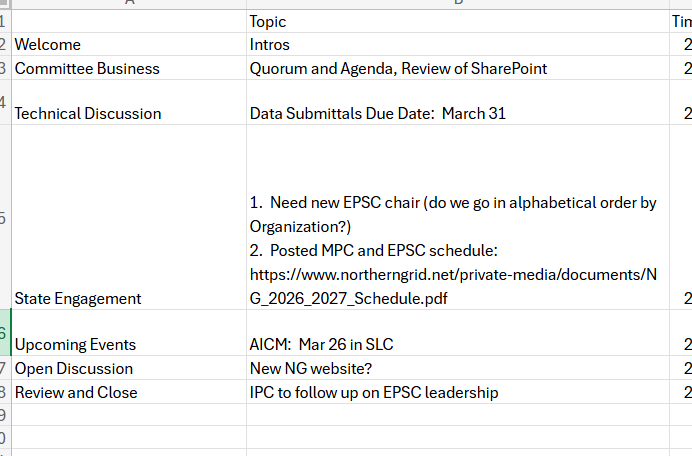 A B
1 Topic Tim
2 Welcome Intros 2
3 Committee Business Quorum and Agenda, Review of SharePoint 2
4 Technical Discussion Data Submittals Due Date:  March 31 2
1.  Need new EPSC chair (do we go in alphabetical order by
5 Organization?)
2.  Posted MPC and EPSC schedule:
https://www.northerngrid.net/private-media/documents/N
State Engagement G_2026_2027_Schedule.pdf 2
6 Upcoming Events AICM:  Mar 26 in SLC 2
7 Open Discussion New NG website? 2
8 Review and Close IPC to follow up on EPSC leadership 2
9
0